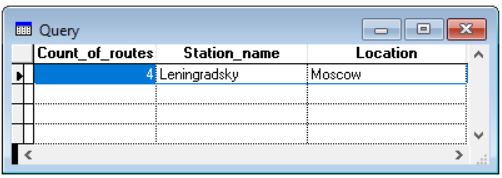 Query
Count_of_routes Station_name Location
4 Leningradsky Moscow